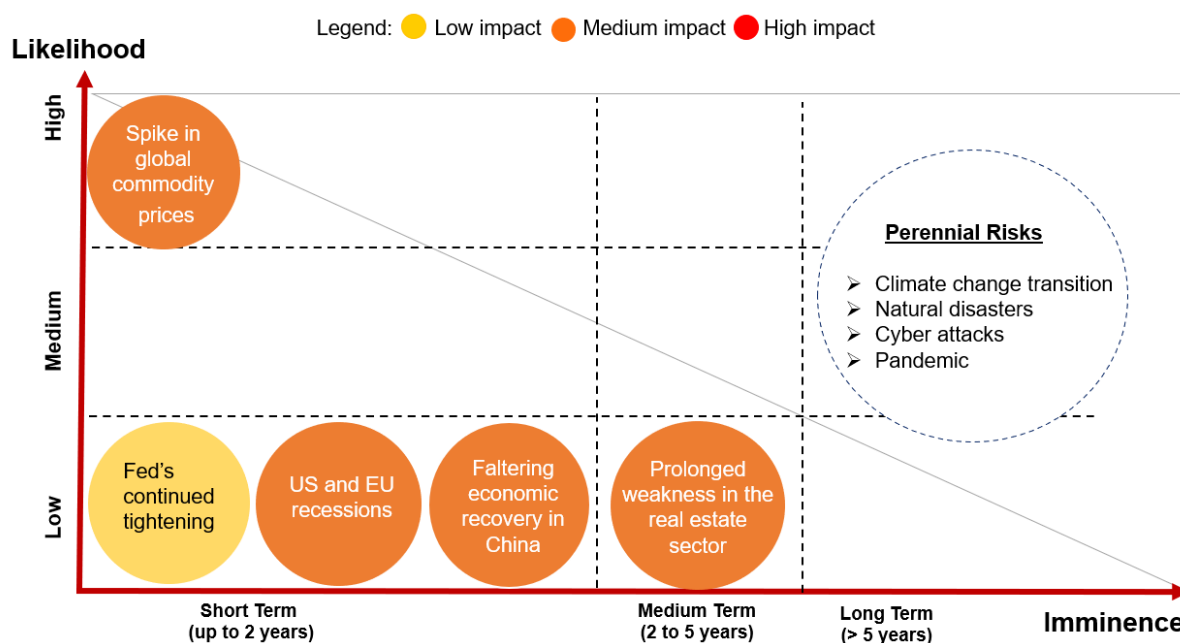 Legend: Low impact Medium impact High impact
Likelihood
High
Medium
Low
Spike in
global
commodity
prices
Perennial Risks
➢ Climate change transition
➢ Natural disasters
➢ Cyber attacks
➢ Pandemic
Fed's
continued
tightening
US and EU
recessions
Faltering
economic
recovery in
China
Prolonged
weakness in the
real estate
sector
Short Term
(up to 2 years)
Medium Term
(2 to 5 years)
Long Term
(> 5 years)
Imminence